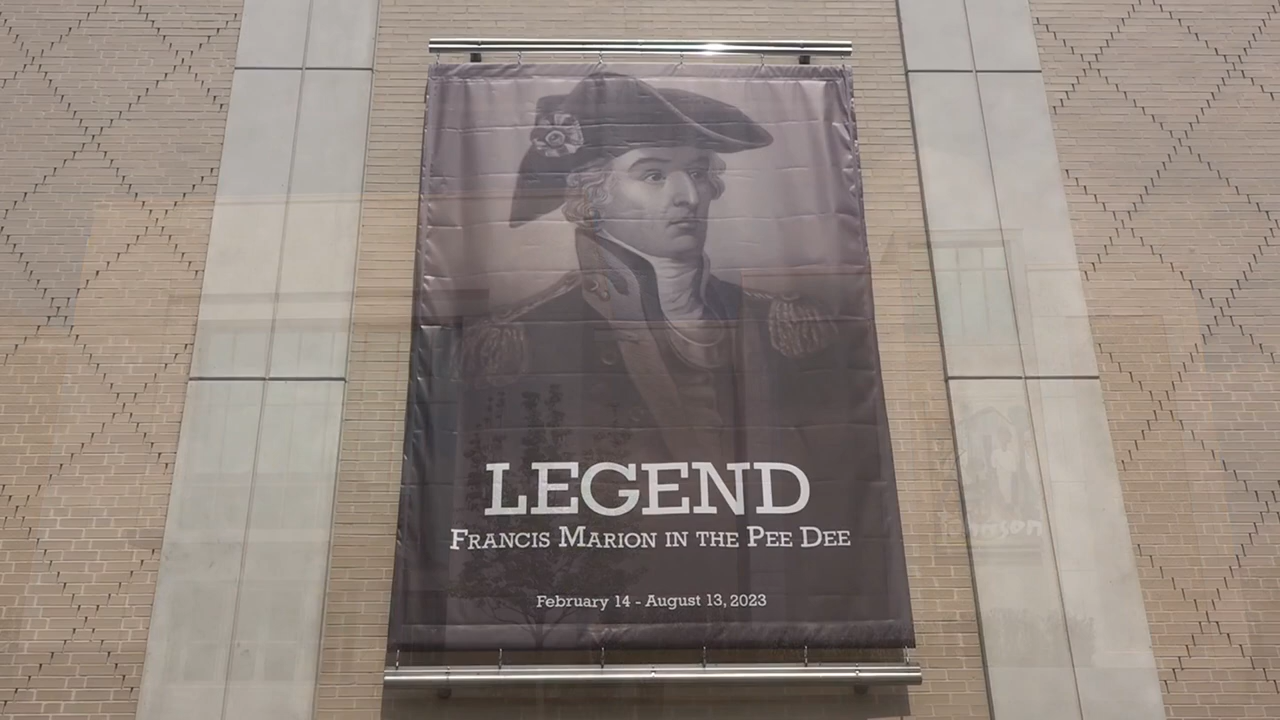 LEGEND
FRANCIS MARION IN THE PEE DEE
February 14 - August 13, 2023